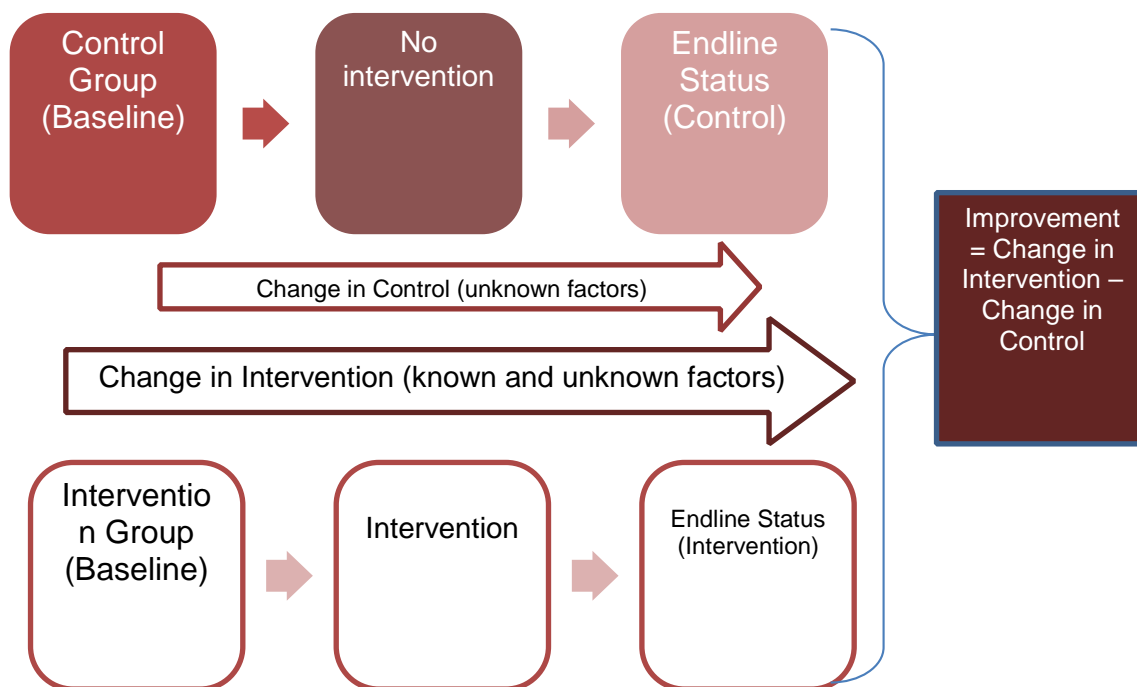 Control
Group
(Baseline)
No
intervention
Endline
Status
(Control)
Change in Control (unknown factors)
Change in Intervention (known and unknown factors)
Interventio
n Group
(Baseline)
Intervention
Endline Status
(Intervention)
Improvement
= Change in
Intervention –
Change in
Control